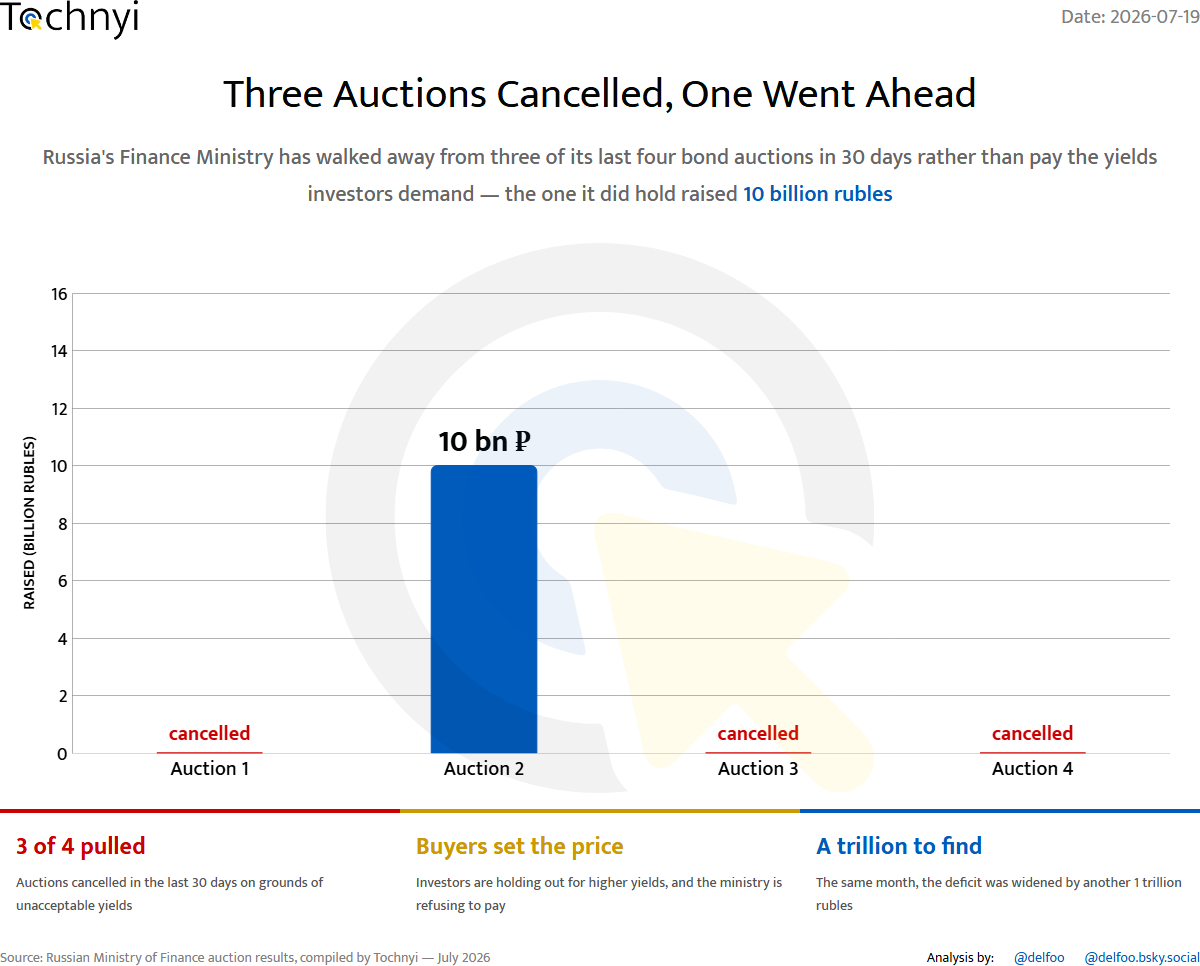 Tochnyi
Date: 2026-07-19
Three Auctions Cancelled, One Went Ahead
Russia's Finance Ministry has walked away from three of its last four bond auctions in 30 days rather than pay the yields
investors demand — the one it did hold raised 10 billion rubles
RAISED (BILLION RUBLES)
16
14
12
10
8
6
4
2
0
cancelled
10 bn ₽
cancelled
cancelled
Auction 1
Auction 2
Auction 3
Auction 4
3 of 4 pulled
Auctions cancelled in the last 30 days on grounds of
unacceptable yields
Buyers set the price
Investors are holding out for higher yields, and the ministry is
refusing to pay
A trillion to find
The same month, the deficit was widened by another 1 trillion
rubles
Source: Russian Ministry of Finance auction results, compiled by Tochnyi — July 2026
Analysis by: @delfoo @delfoo.bsky.social